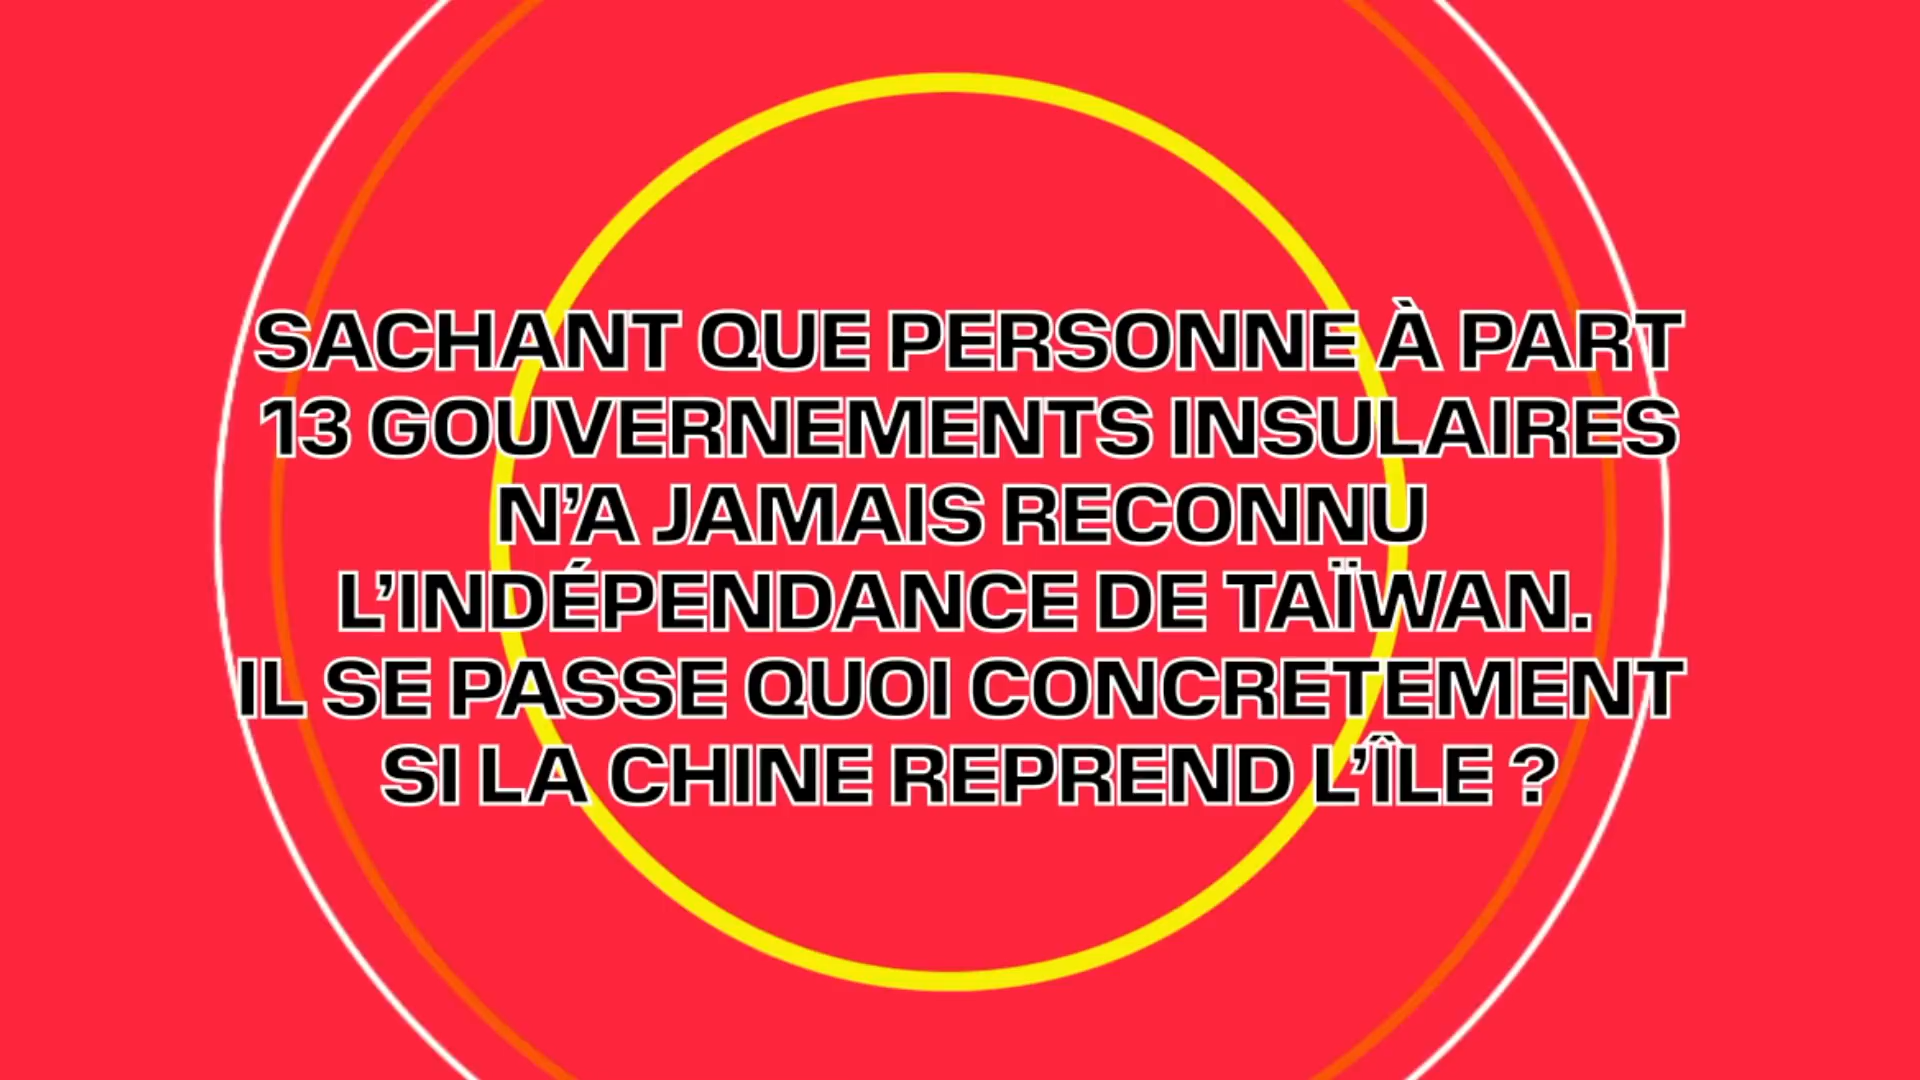 SACHANT QUE PERSONNE À PART
13 GOUVERNEMENTS INSULAIRES
N’A JAMAIS RECONNU
L’INDÉPENDANCE DE TAÏWAN.
IL SE PASSE QUOI CONCRETEMENT
SI LA CHINE REPREND L’ÎLE ?